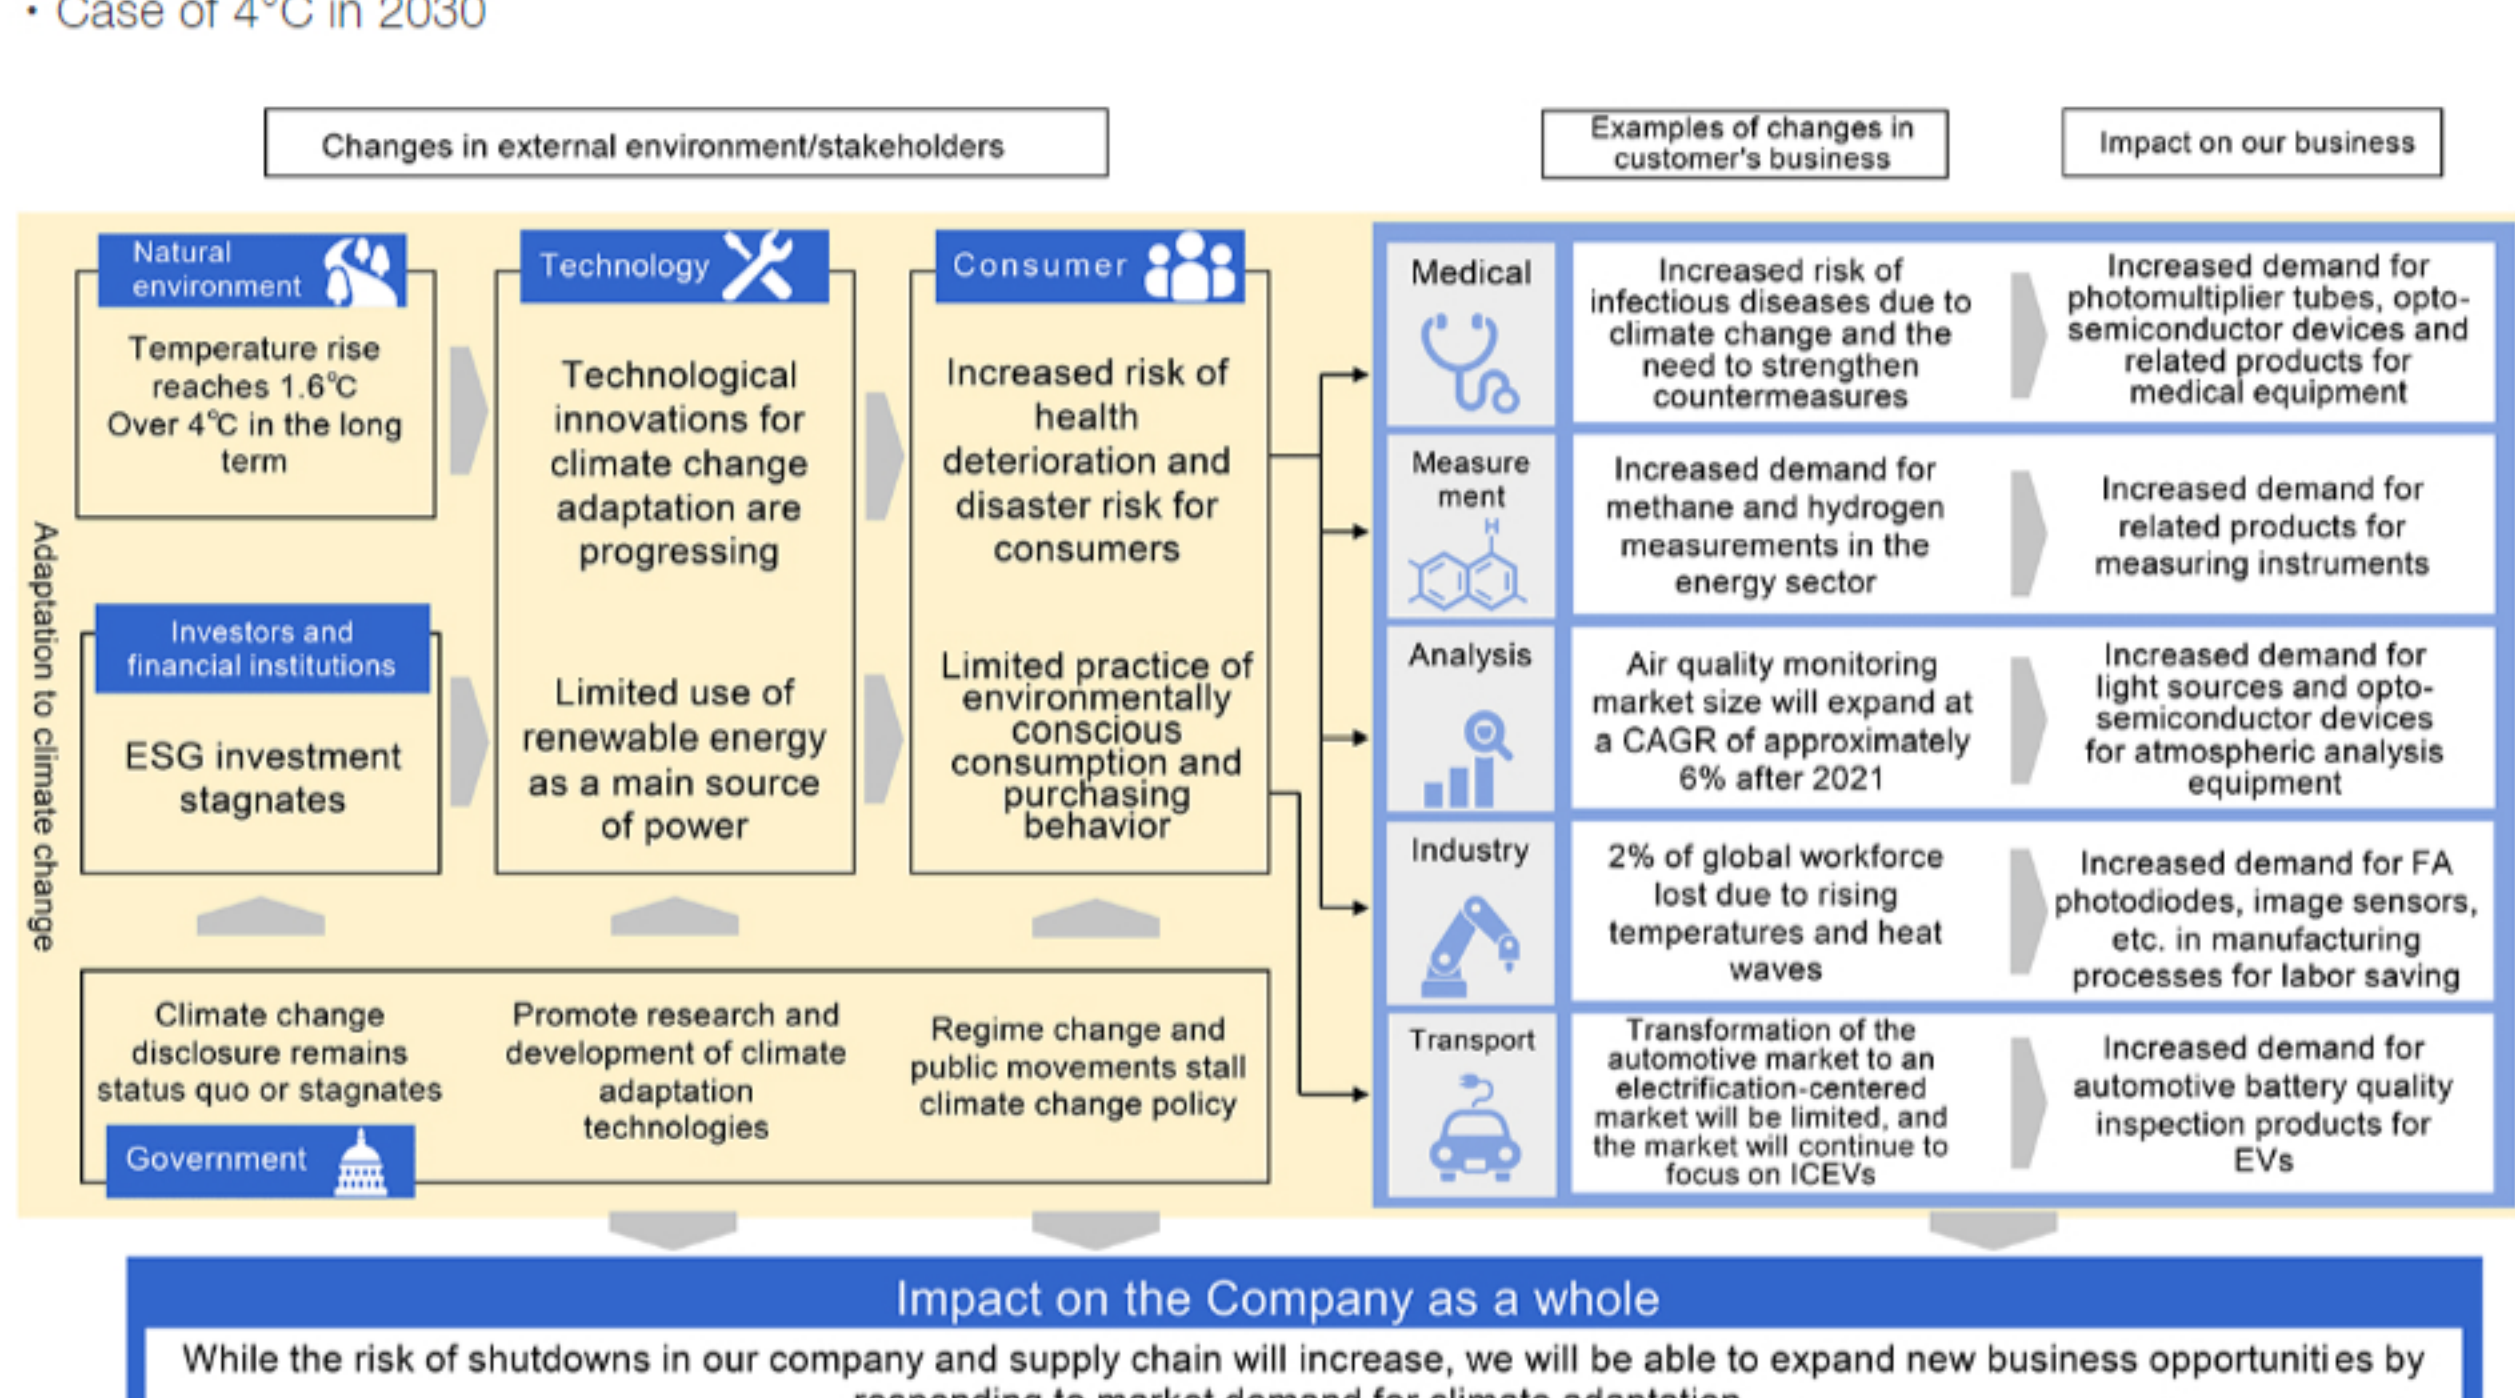 ・Case of 4°C in 2030
Changes in external environment/stakeholders
Examples of changes in
customer's business
Impact on our business
Adaptation to climate change
Natural
environment
Temperature rise
reaches 1.6℃
Over 4℃ in the long
term
Investors and
financial institutions
ESG investment
stagnates
Technology
Technological
innovations for
climate change
adaptation are
progressing
Limited use of
renewable energy
as a main source
of power
Consumer
Increased risk of
health
deterioration and
disaster risk for
consumers
Limited practice of
environmentally
conscious
consumption and
purchasing
behavior
Climate change
disclosure remains
status quo or stagnates
Promote research and
development of climate
adaptation
technologies
Regime change and
public movements stall
climate change policy
Government
Medical
Increased risk of
infectious diseases due to
climate change and the
need to strengthen
countermeasures
Increased demand for
photomultiplier tubes, opto-
semiconductor devices and
related products for
medical equipment
Measure
ment
H
Increased demand for
methane and hydrogen
measurements in the
energy sector
Increased demand for
related products for
measuring instruments
Analysis
Air quality monitoring
market size will expand at
a CAGR of approximately
6% after 2021
Increased demand for
light sources and opto-
semiconductor devices
for atmospheric analysis
equipment
Industry
2% of global workforce
lost due to rising
temperatures and heat
waves
Increased demand for FA
photodiodes, image sensors,
etc. in manufacturing
processes for labor saving
Transport
Transformation of the
automotive market to an
electrification-centered
market will be limited, and
the market will continue to
focus on ICEVs
Increased demand for
automotive battery quality
inspection products for
EVs
Impact on the Company as a whole
While the risk of shutdowns in our company and supply chain will increase, we will be able to expand new business opportunities by
responding to market demand for climate adaptation